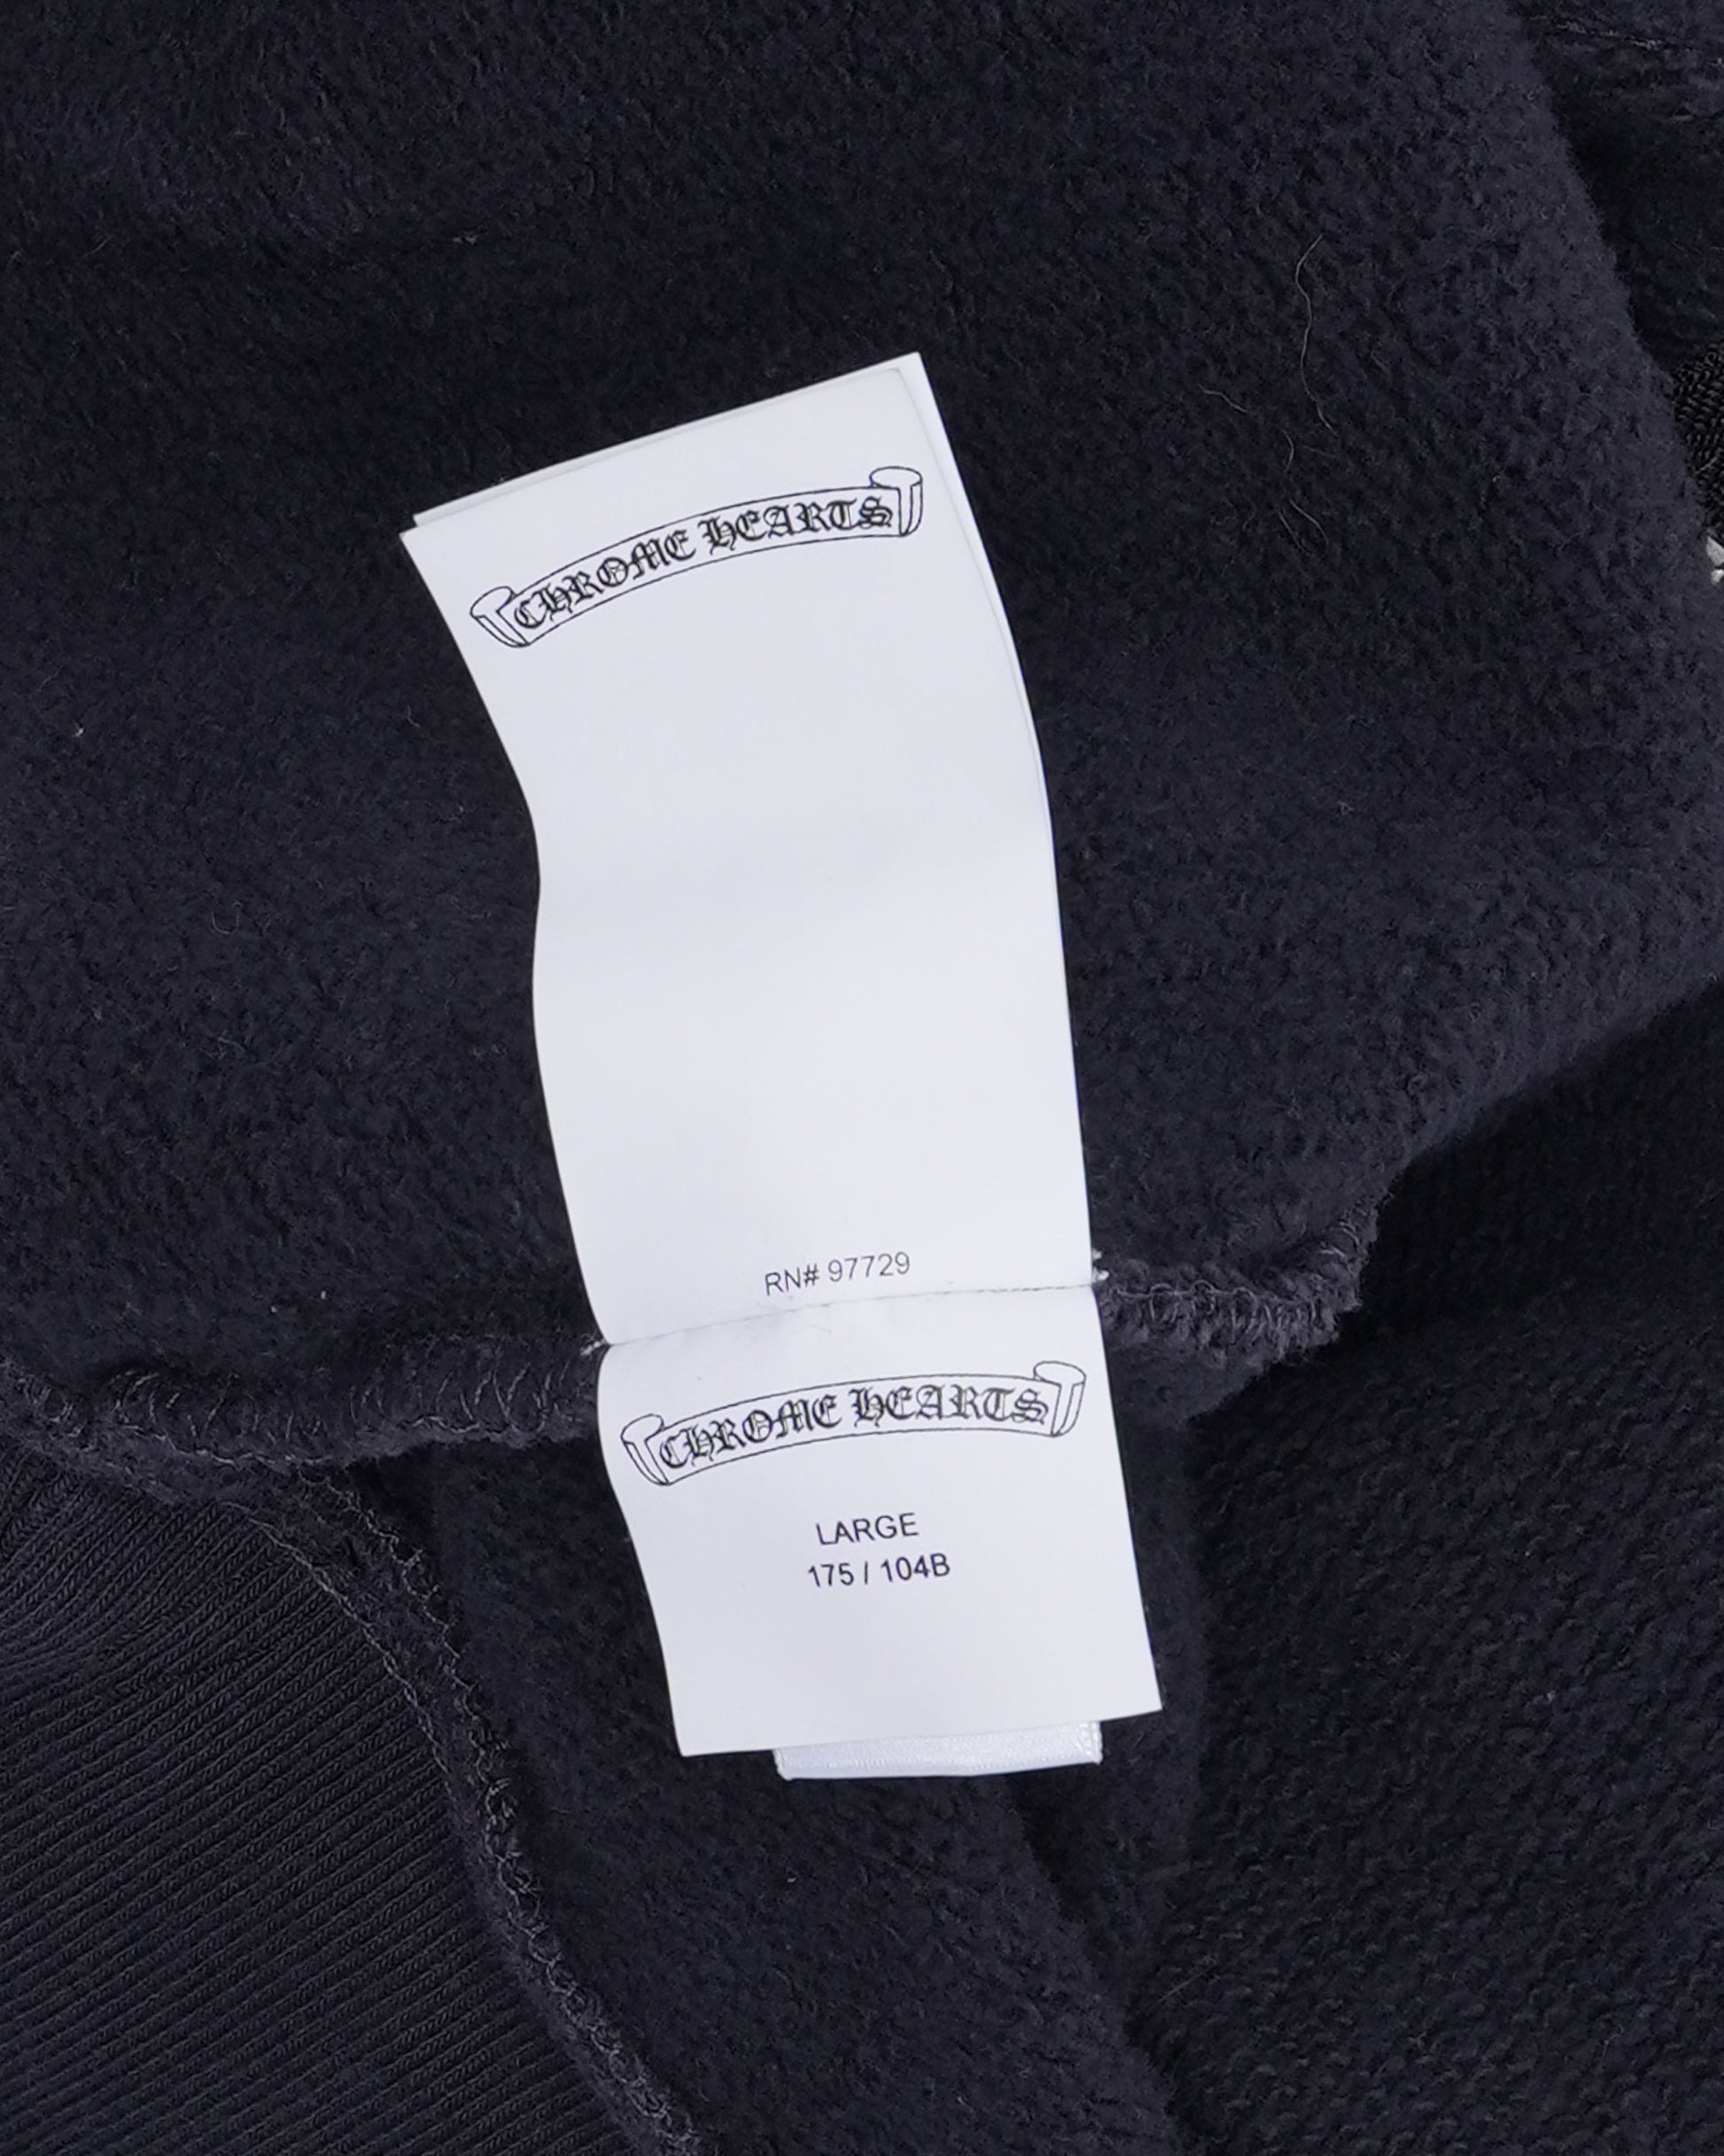 CHROME HEARTS
RN# 97729
CHROME HEARTS
LARGE
175 / 104B